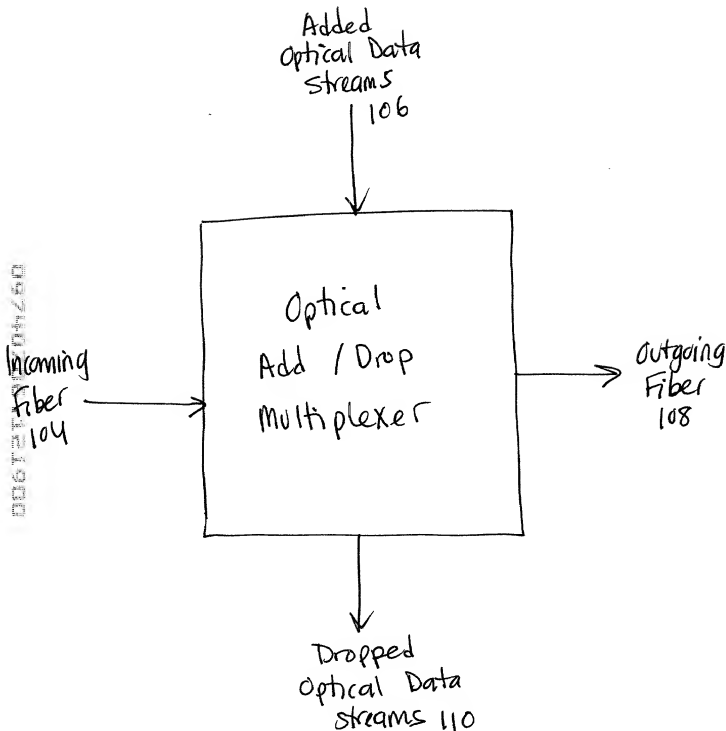 Added
Optical Data
Streams
106
Optical
Add / Drop
Multiplexer
Incoming
Fiber
104
Outgoing
Fiber
108
Dropped
Optical Data
Streams 110